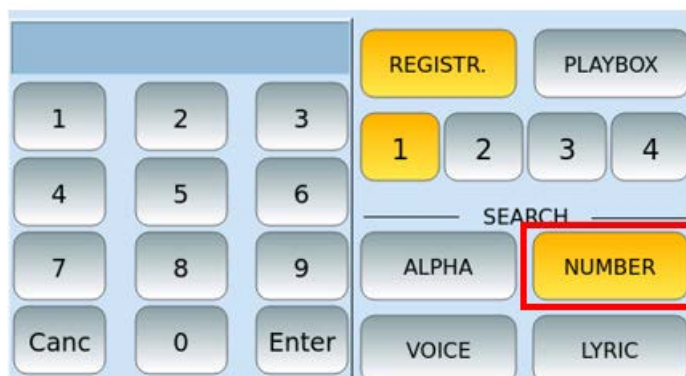 REGISTR. PLAYBOX
1 2 3
1 2 3 4
4 5 6
SEARCH
7 8 9
ALPHA NUMBER
Canc 0 Enter
VOICE LYRIC